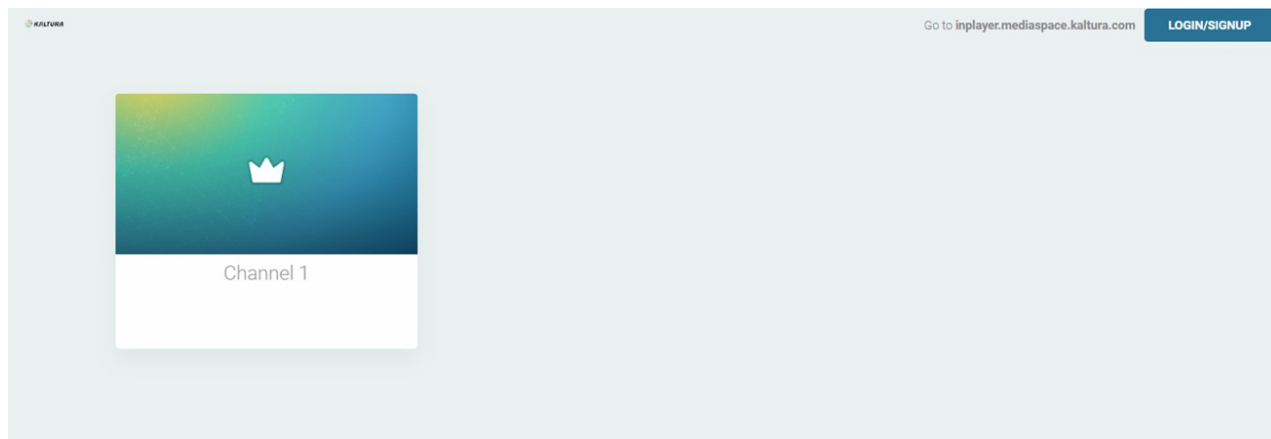 KALTURA
Go to inplayer.mediaspace.kaltura.com
LOGIN/SIGNUP
Channel 1